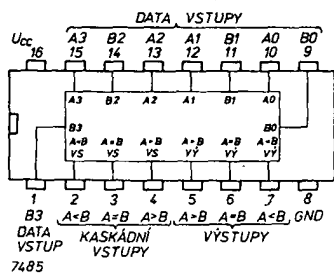 DATA VSTUPY
Ucc A3 B2 A2 A1 B1 A0 B0
16 15 14 13 12 11 10 9
A3 B2 A2 A1 B1 A0
B3 B0
A<B A=B A>B A>B A=B A<B
VS VS VS VÝ VÝ VÝ
1 2 3 4 5 6 7 8
B3 A<B A=B A>B A>B A=B A<B GND
DATA VSTUP KASKÁDNÍ VSTUPY VÝSTUPY
7485